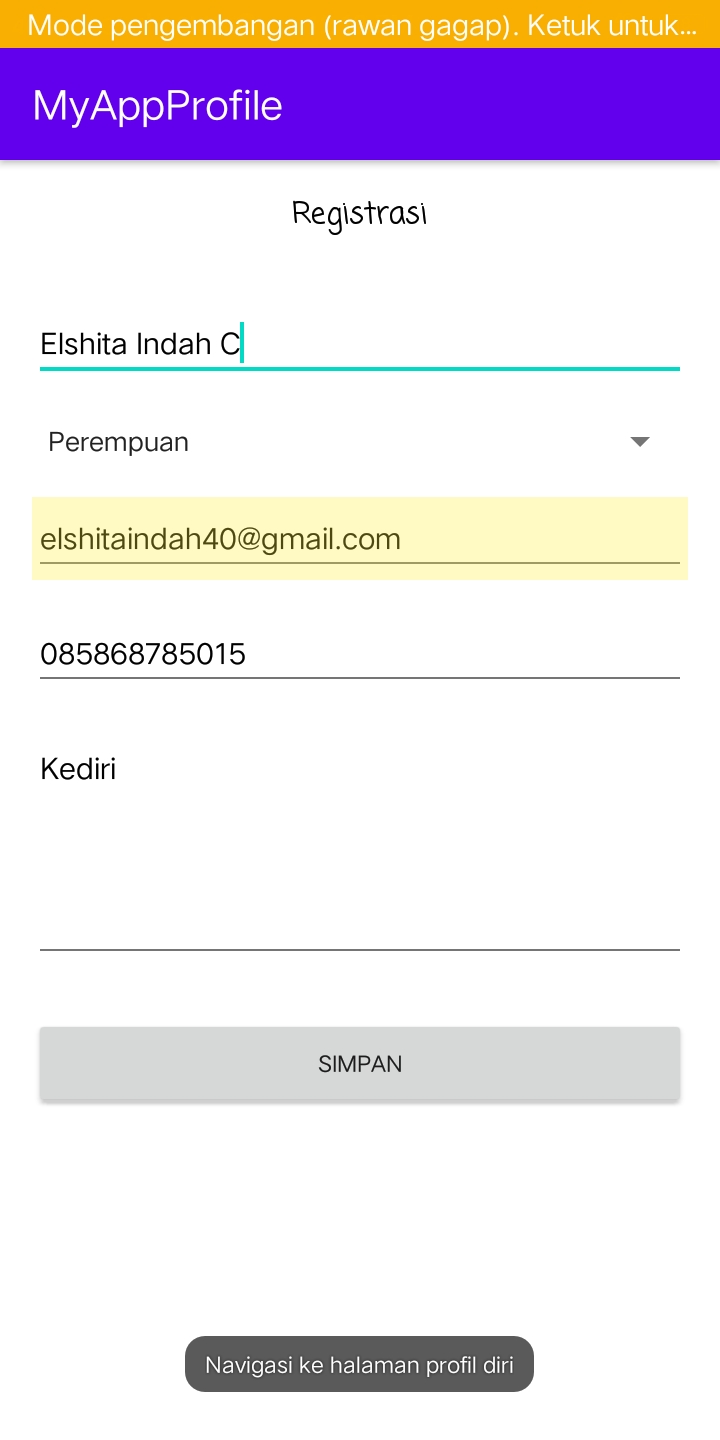 Mode pengembangan (rawan gagap). Ketuk untuk...
MyAppProfile
Registrasi
Elshita Indah C
Perempuan
elshitaindah40@gmail.com
085868785015
Kediri
SIMPAN
Navigasi ke halaman profil diri